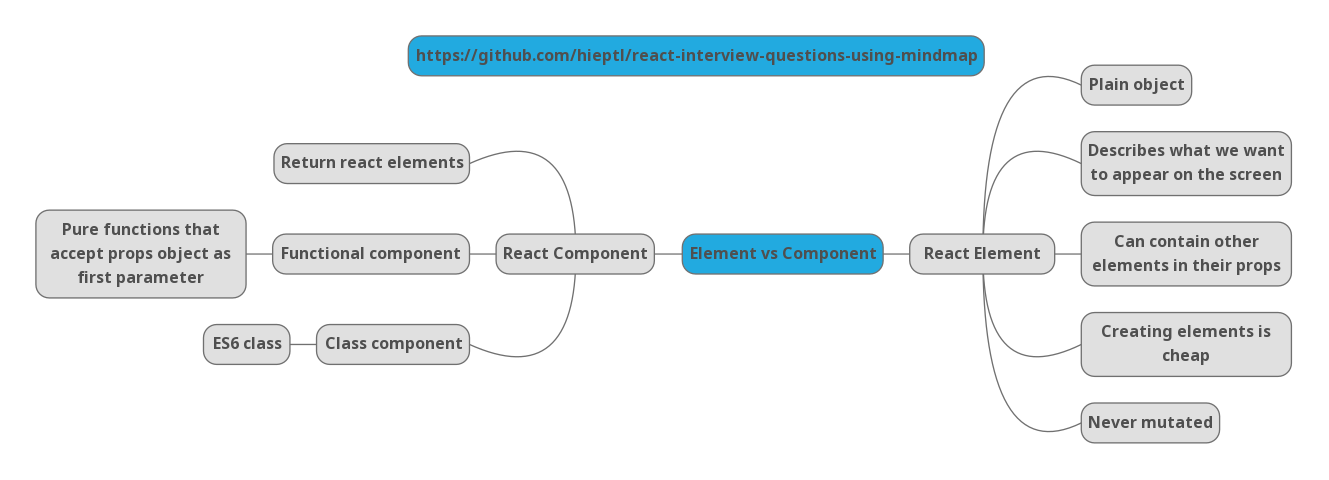 https://github.com/hieptl/react-interview-questions-using-mindmap
Return react elements
Pure functions that
accept props object as
first parameter
Functional component
React Component
ES6 class
Class component
Element vs Component
React Element
Plain object
Describes what we want
to appear on the screen
Can contain other
elements in their props
Creating elements is
cheap
Never mutated